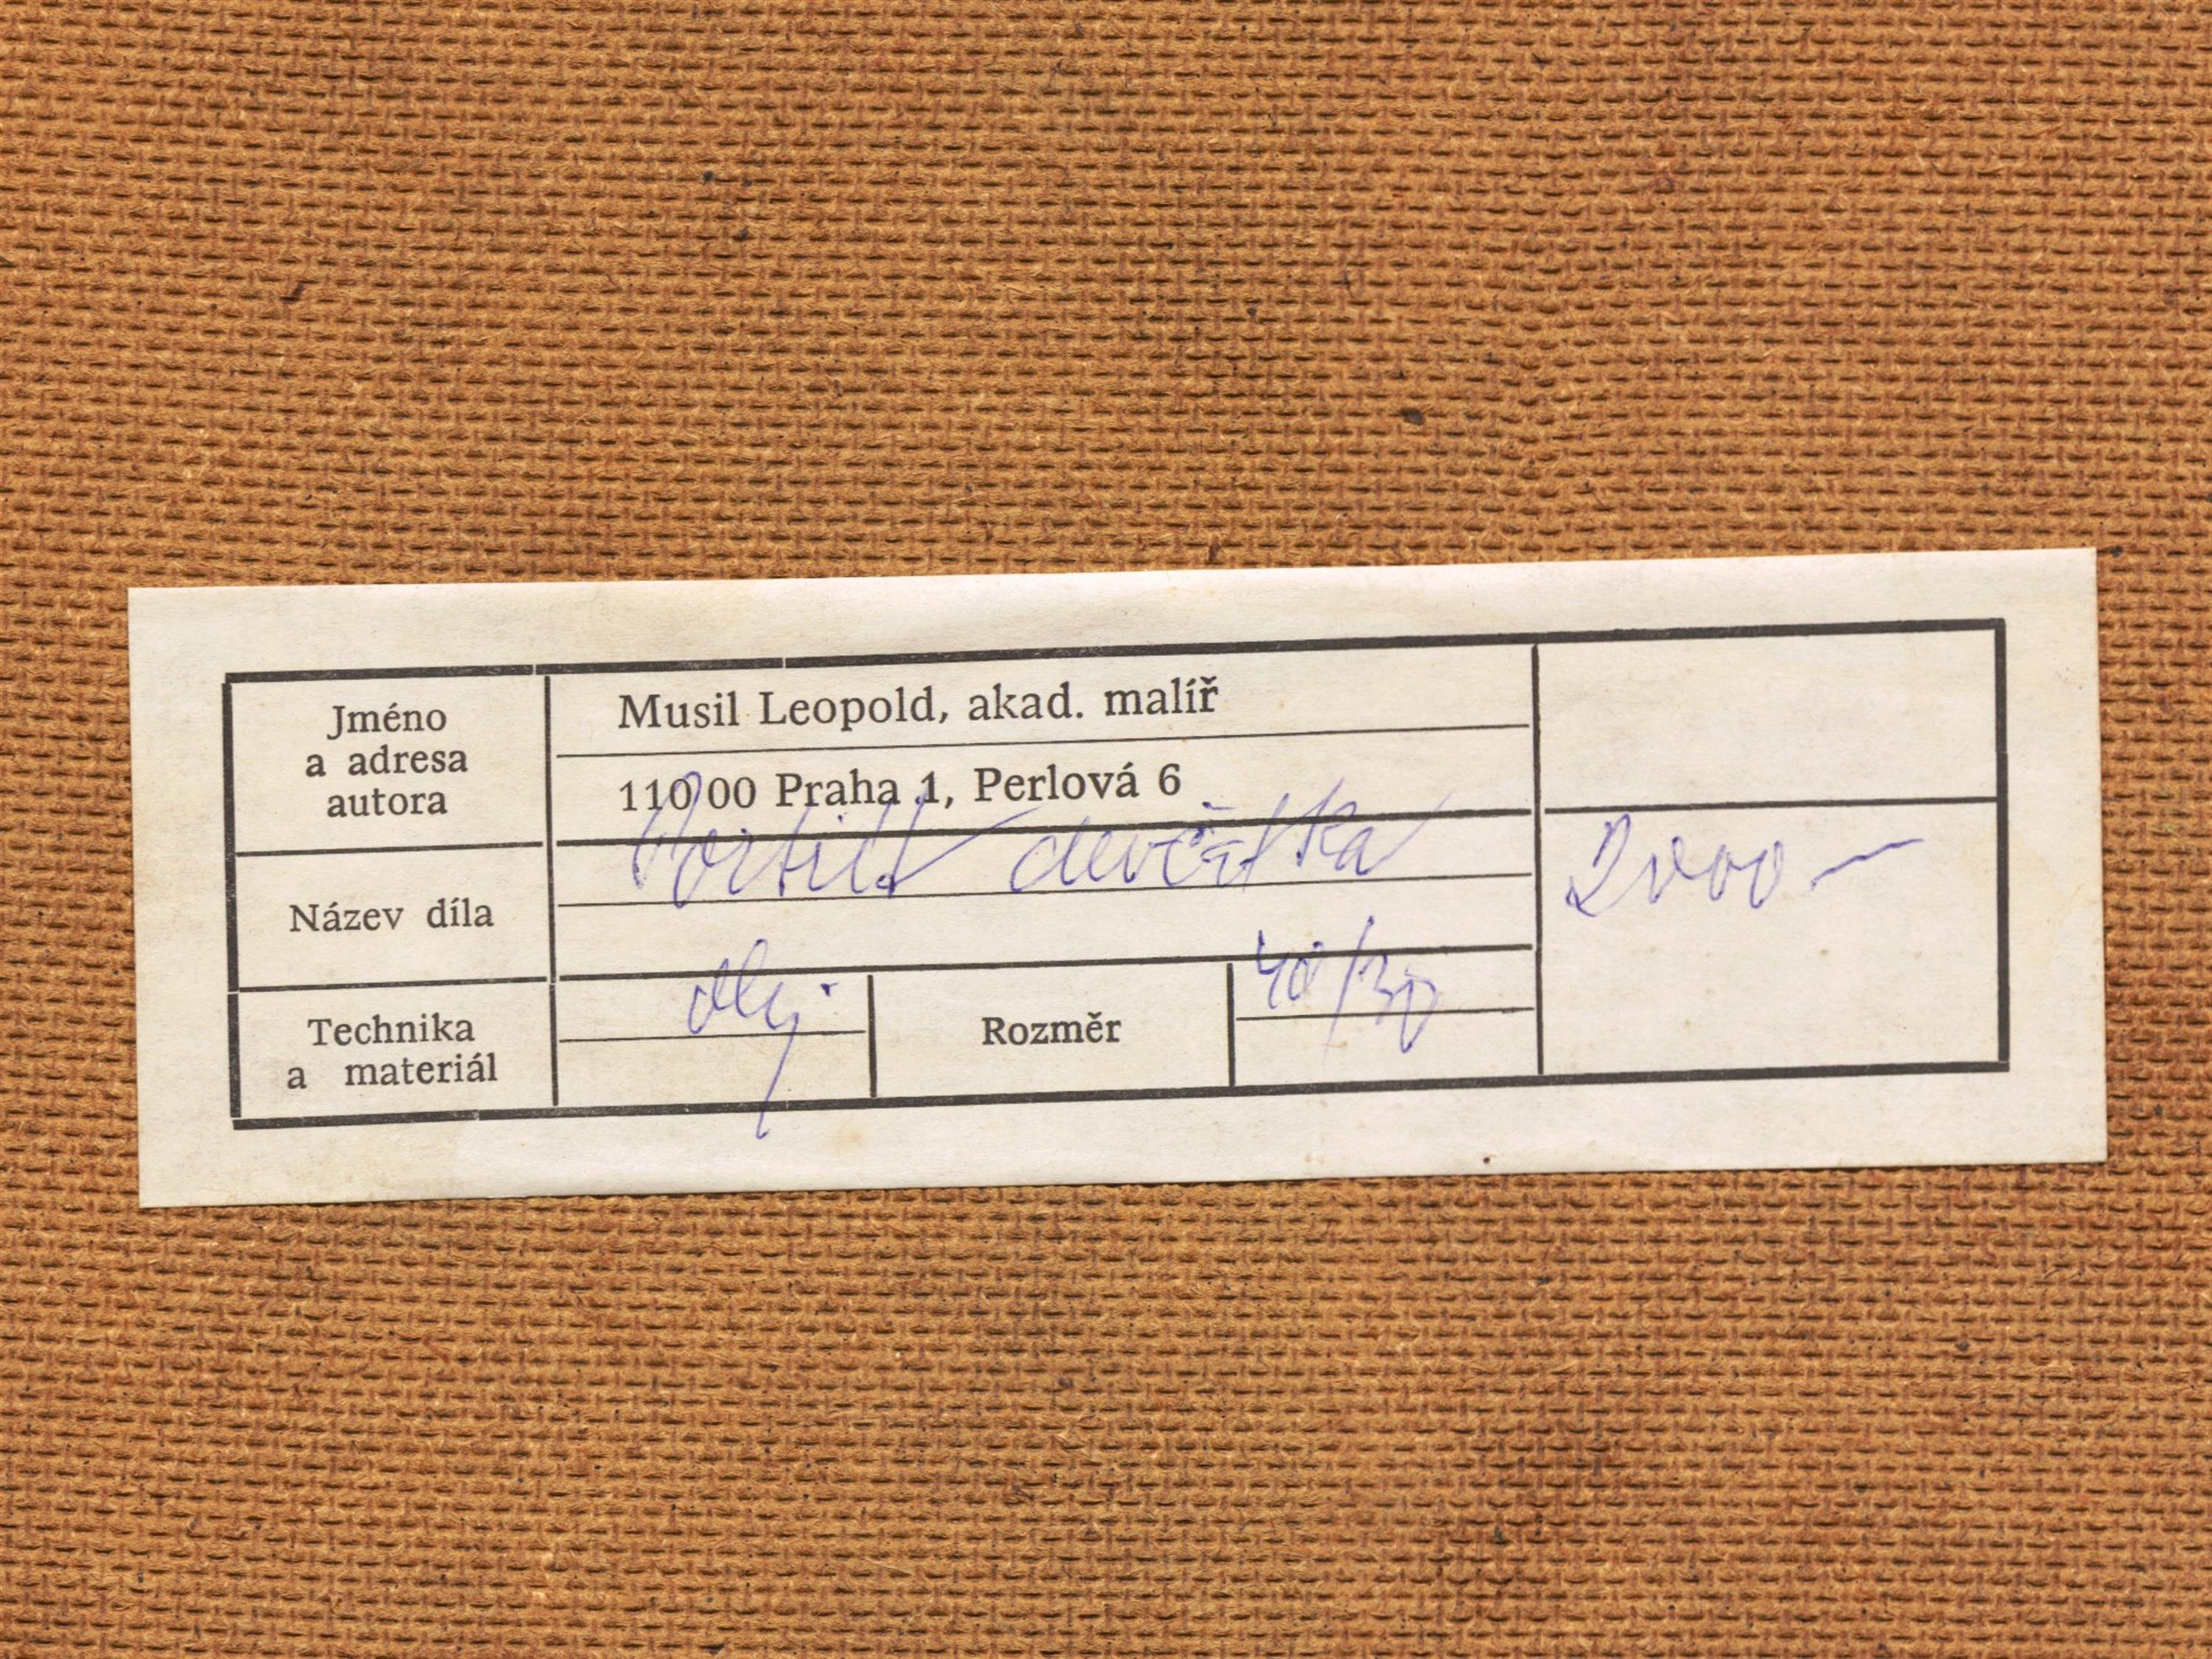 Jméno
a adresa
autora
Musil Leopold, akad. malíř
110 00 Praha 1, Perlová 6
Název díla
Portrét děvčátka
2000 —
Technika
a materiál
olej
Rozměr
40/30